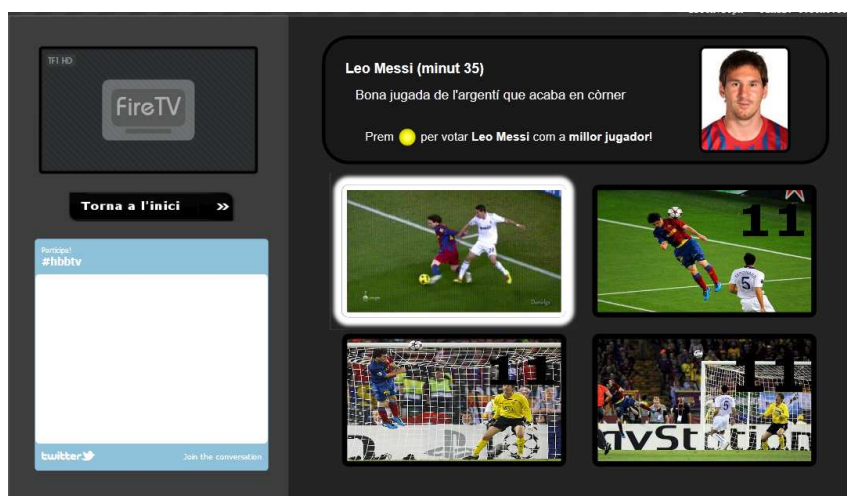 TF1 HD
FireTV
Torna a l'inici »
Participa!
#hbbtv
twitter
Join the conversation
Leo Messi (minut 35)
Bona jugada de l'argentí que acaba en còrner
Prem per votar Leo Messi com a millor jugador!
11
5
11
11
5